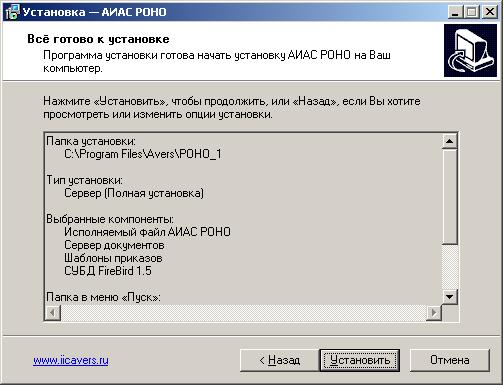 Установка — АИАС РОНО
Всё готово к установке
Программа установки готова начать установку АИАС РОНО на Ваш
компьютер.
Нажмите «Установить», чтобы продолжить, или «Назад», если Вы хотите
просмотреть или изменить опции установки.
Папка установки:
C:\Program Files\Avers\РОНО_1
Тип установки:
Сервер (Полная установка)
Выбранные компоненты:
Исполняемый файл АИАС РОНО
Сервер документов
Шаблоны приказов
СУБД FireBird 1.5
Папка в меню «Пуск»:
www.iicavers.ru
< Назад
Установить
Отмена